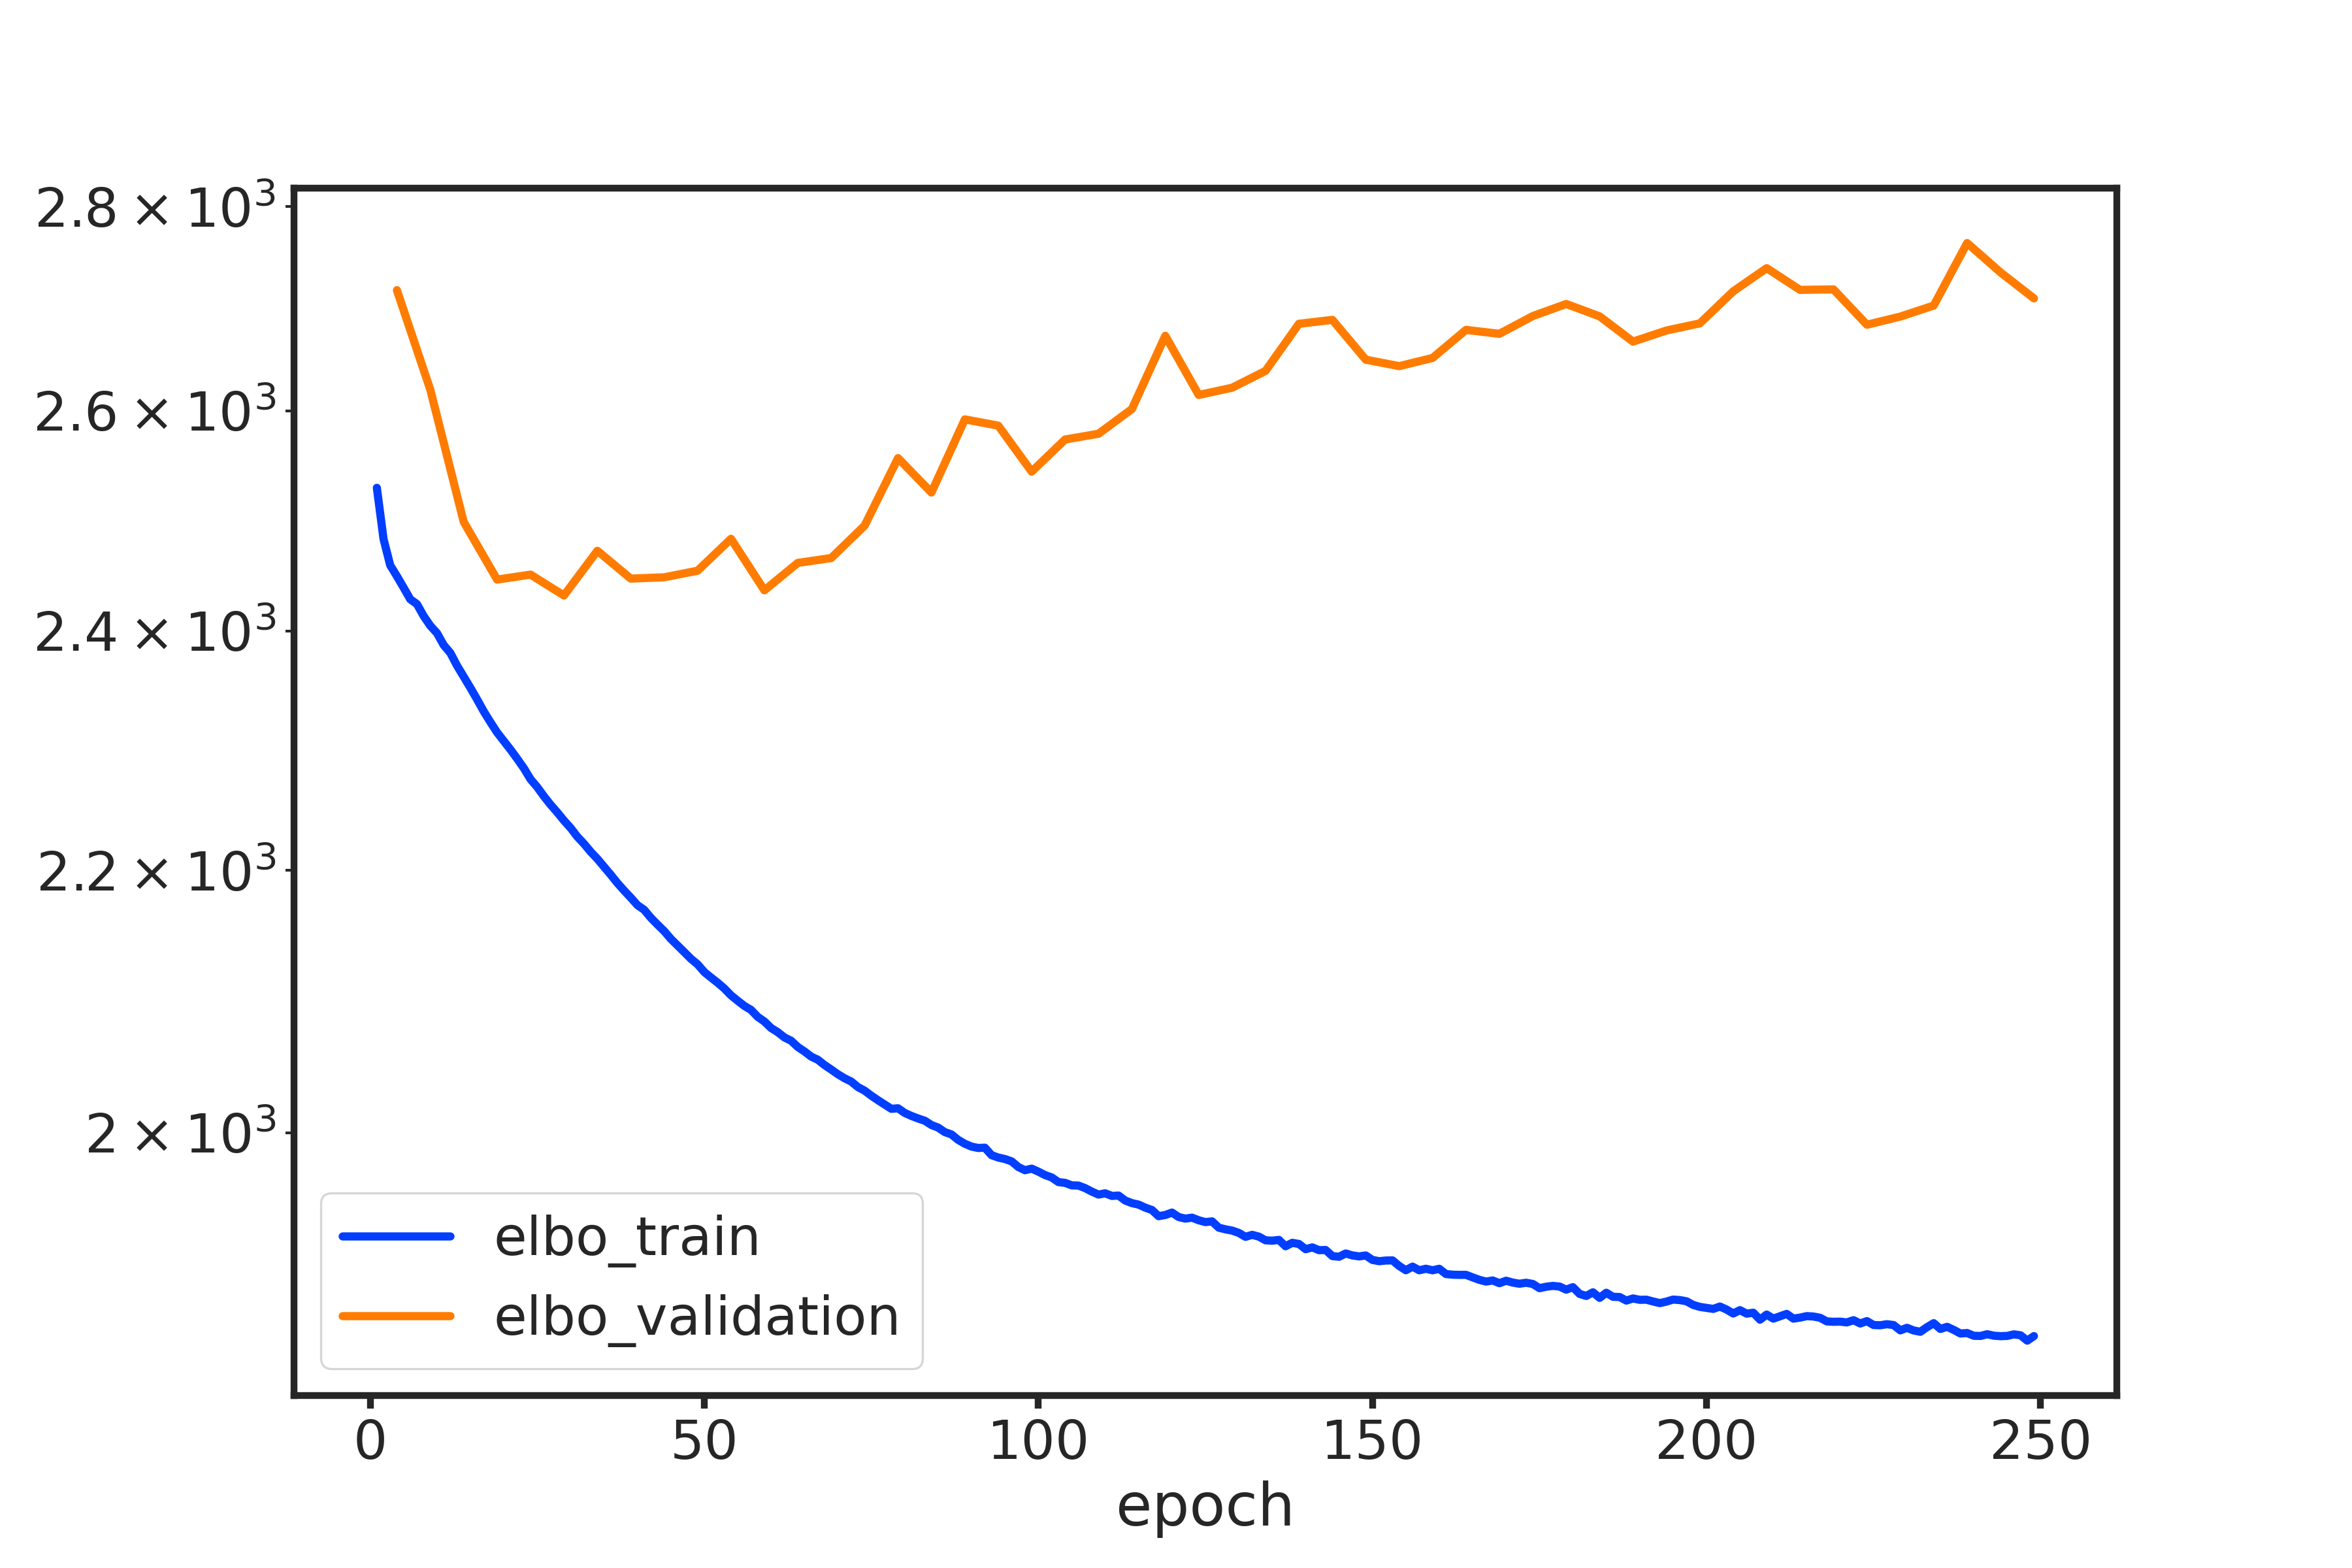 2.8 × 10³
2.6 × 10³
2.4 × 10³
2.2 × 10³
2 × 10³
elbo_train
elbo_validation
0 50 100 150 200 250
epoch